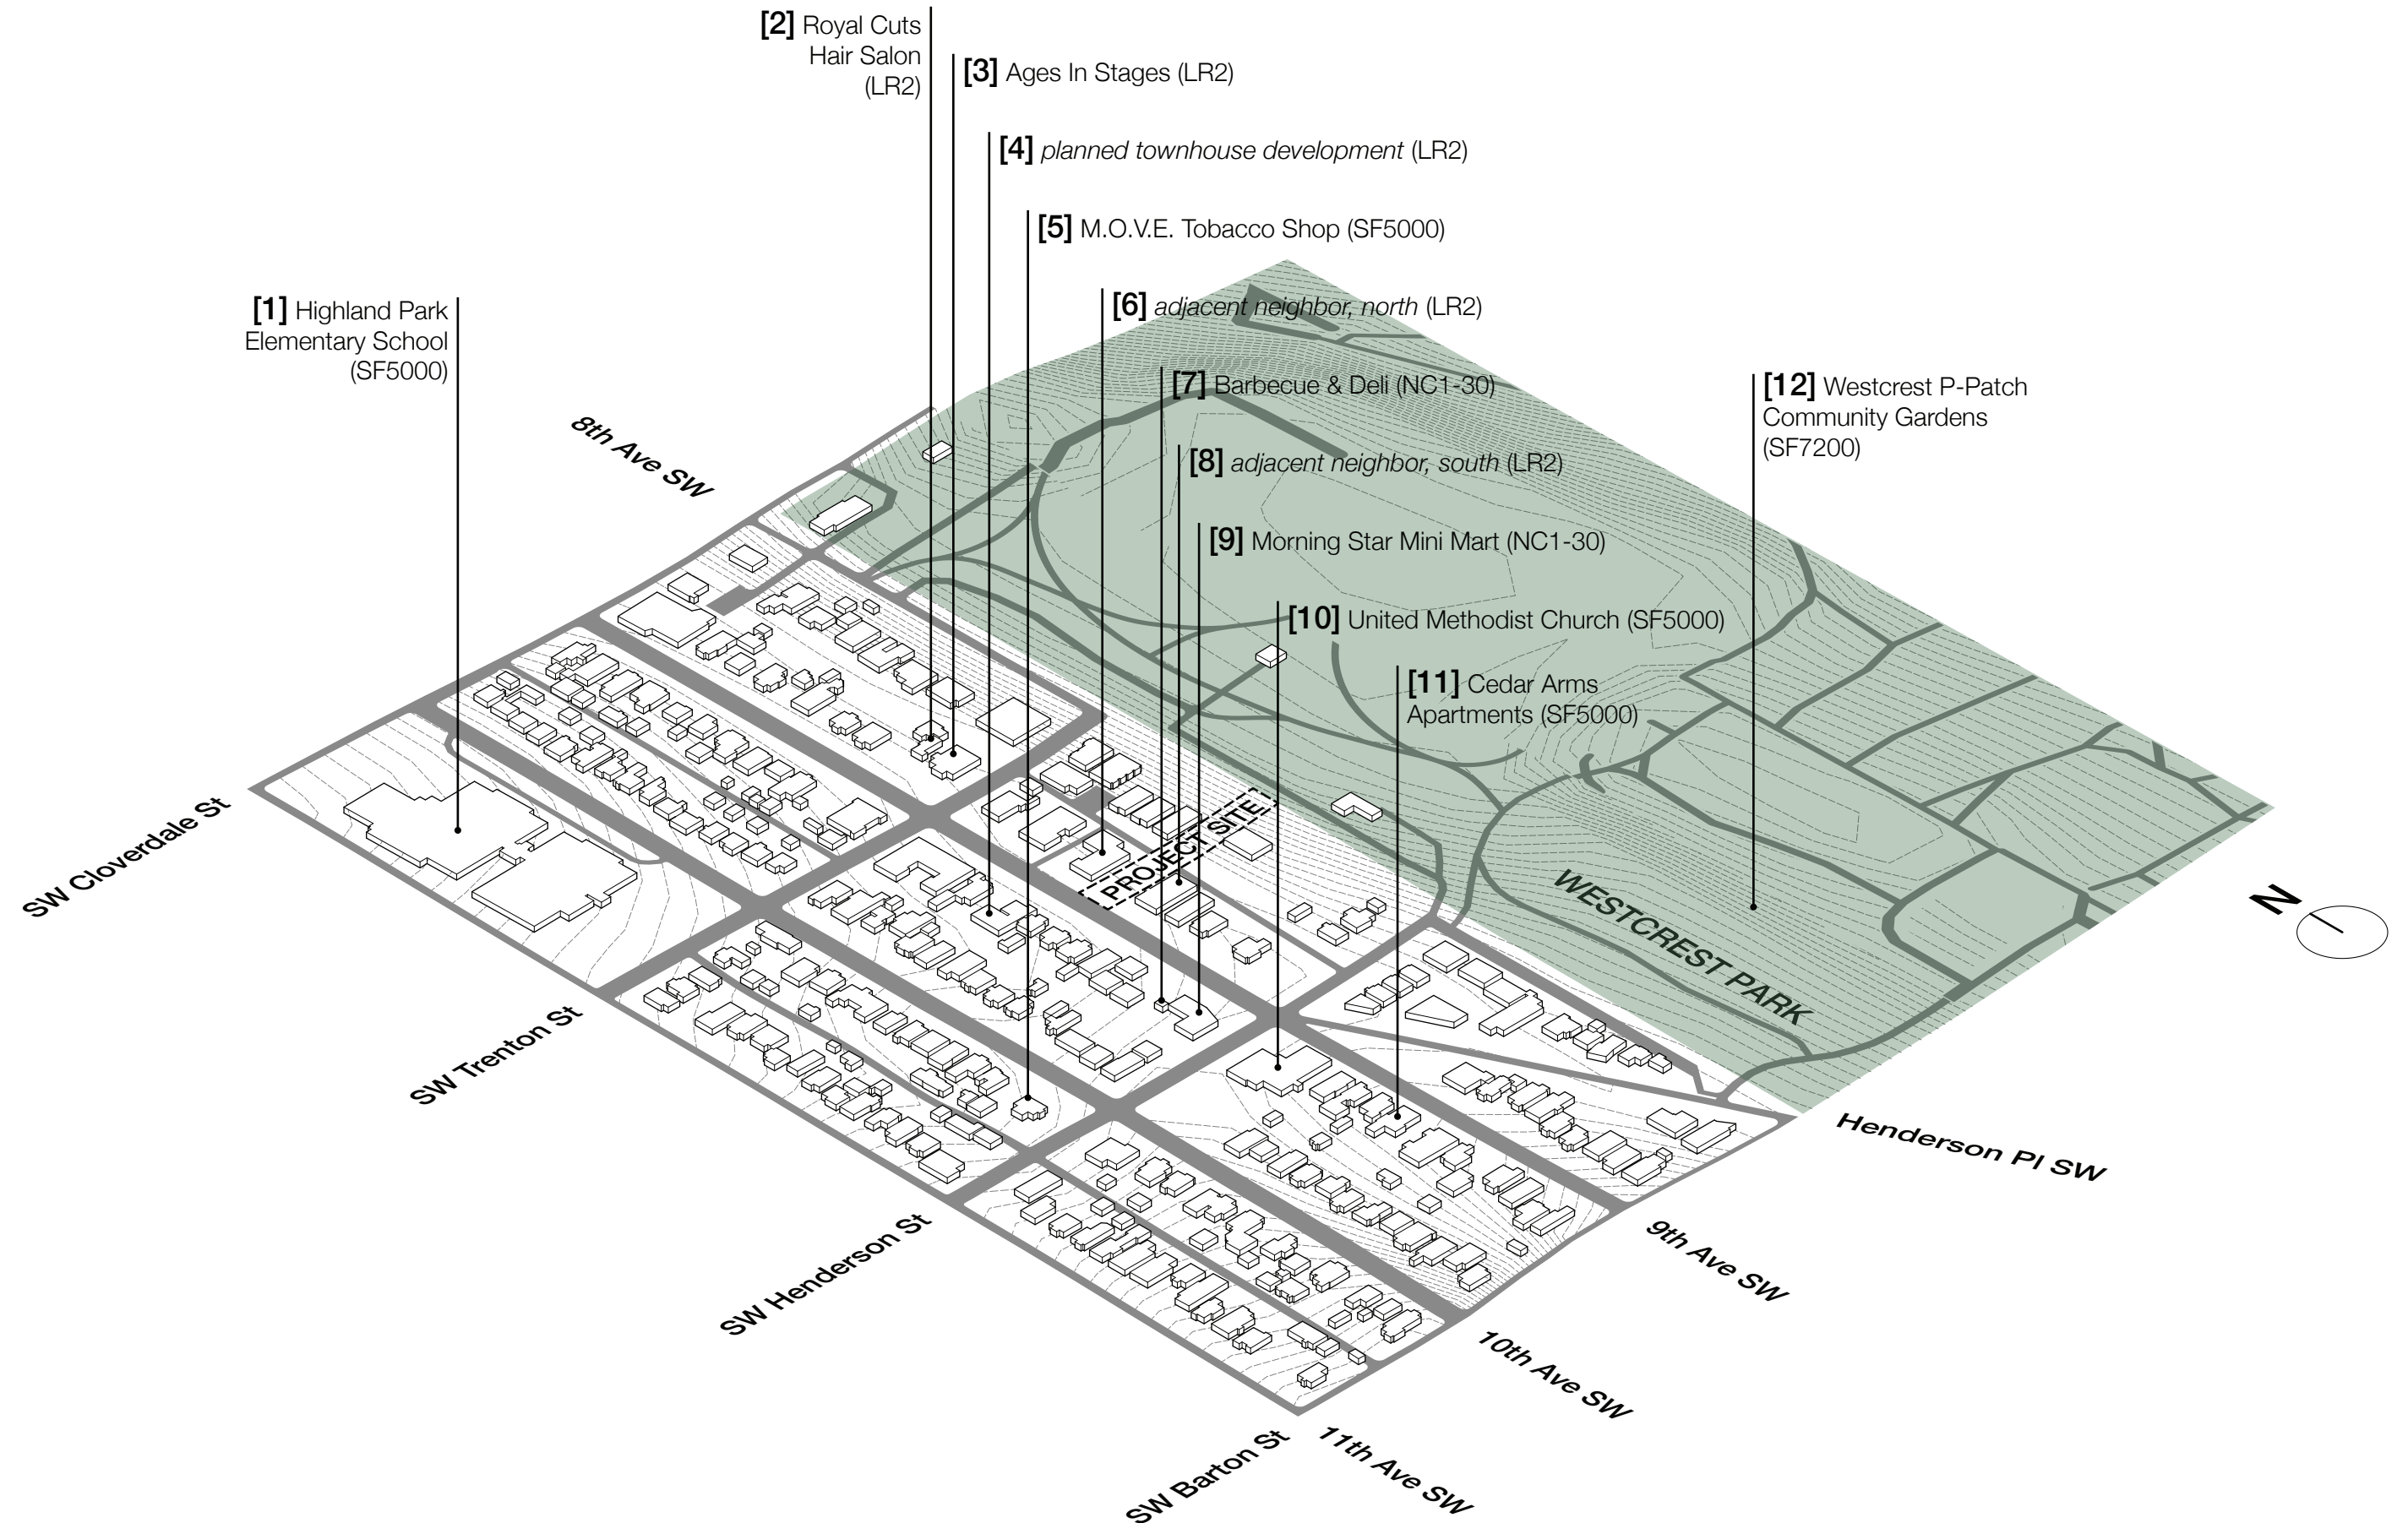 [2] Royal Cuts
Hair Salon
(LR2)
[3] Ages In Stages (LR2)
[4] planned townhouse development (LR2)
[5] M.O.V.E. Tobacco Shop (SF5000)
[1] Highland Park
Elementary School
(SF5000)
[6] adjacent neighbor, north (LR2)
[7] Barbecue & Deli (NC1-30)
[12] Westcrest P-Patch
Community Gardens
(SF7200)
8th Ave SW
[8] adjacent neighbor, south (LR2)
[9] Morning Star Mini Mart (NC1-30)
[10] United Methodist Church (SF5000)
[11] Cedar Arms
Apartments (SF5000)
SW Cloverdale St
PROJECT SITE
WESTCREST PARK
N
SW Trenton St
Henderson Pl SW
SW Henderson St
9th Ave SW
10th Ave SW
SW Barton St
11th Ave SW